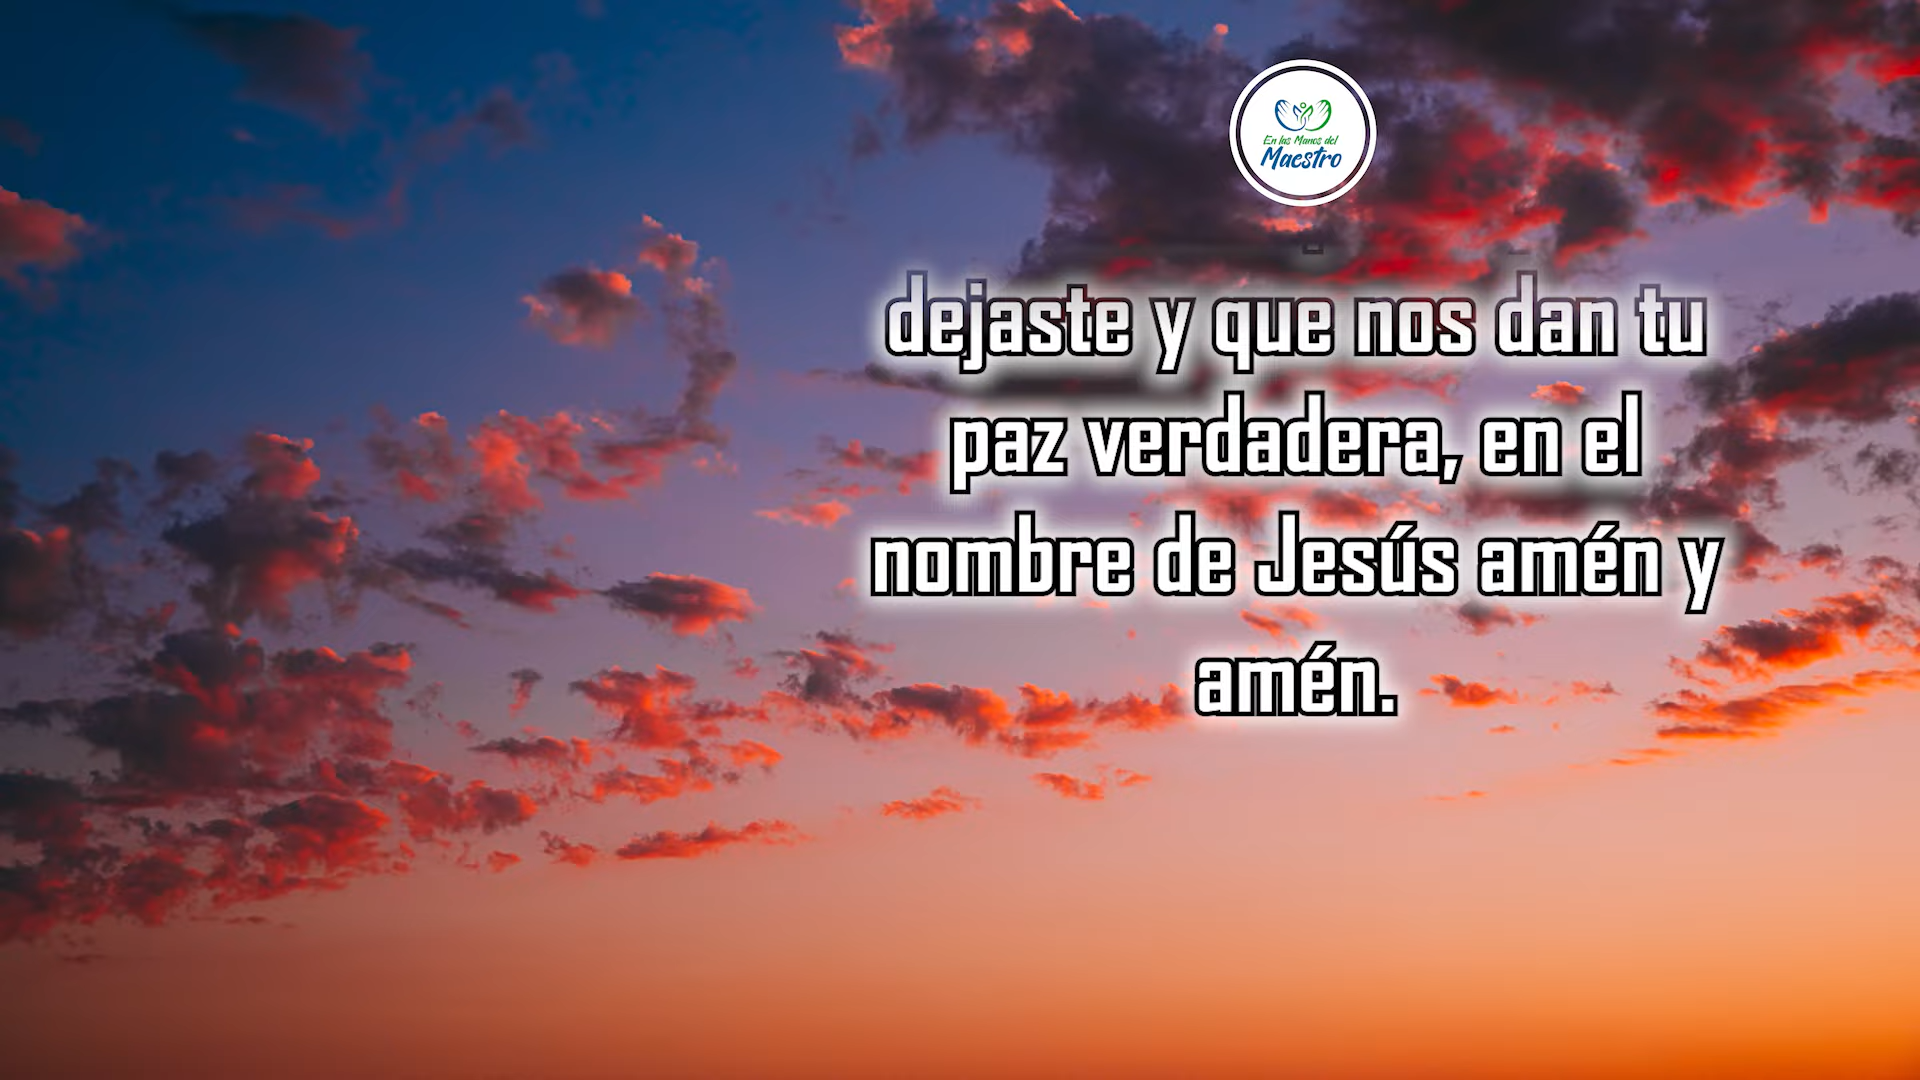 En las Manos del
Maestro
dejaste y que nos dan tu
paz verdadera, en el
nombre de Jesús amén y
amén.